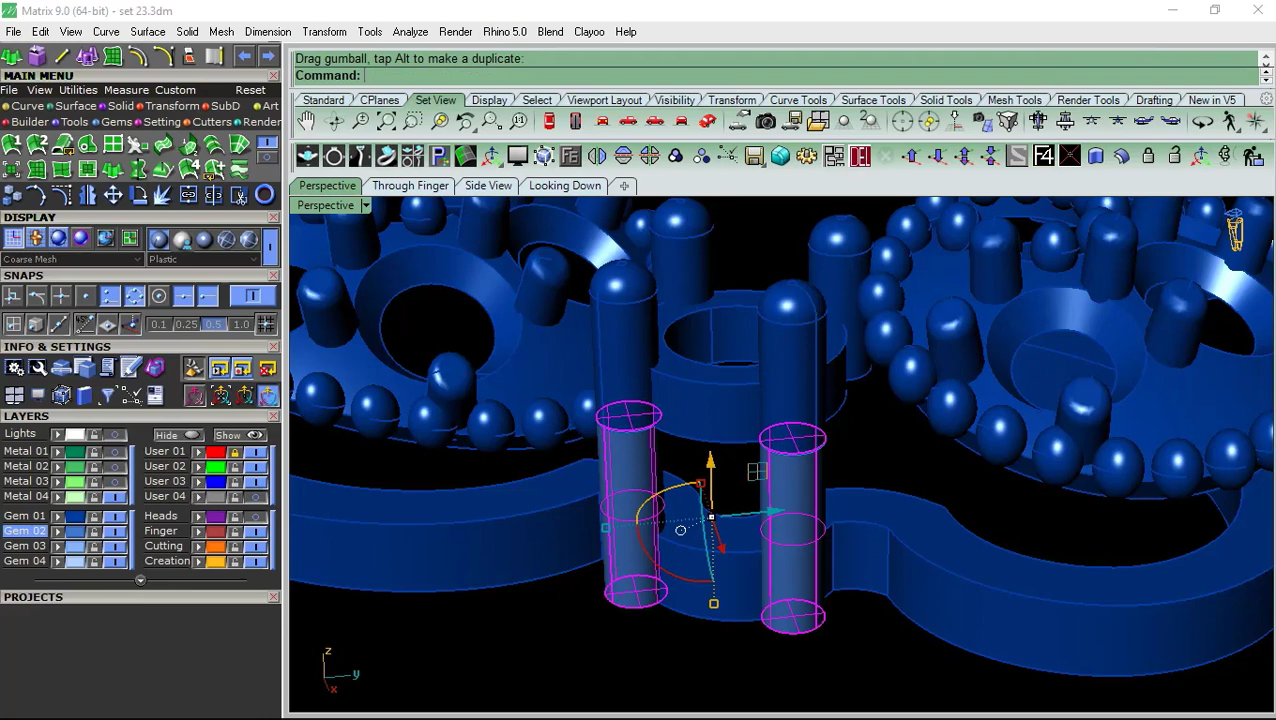 Matrix 9.0 (64-bit) - set 23.3dm
File Edit View Curve Surface Solid Mesh Dimension Transform Tools Analyze Render Rhino 5.0 Blend Clayoo Help
Drag gumball, tap Alt to make a duplicate:
Command:
MAIN MENU
File View Utilities Measure Custom Reset
Curve Surface Solid Transform SubD Art
Builder Tools Gems Setting Cutters Render
Standard CPlanes Set View Display Select Viewport Layout Visibility Transform Curve Tools Surface Tools Solid Tools Mesh Tools Render Tools Drafting New in V5
Perspective Through Finger Side View Looking Down
Perspective
DISPLAY
Coarse Mesh Plastic
SNAPS
0.1 0.25 0.5 1.0
INFO & SETTINGS
LAYERS
Lights Hide Show
Metal 01 User 01
Metal 02 User 02
Metal 03 User 03
Metal 04 User 04
Gem 01 Heads
Gem 02 Finger
Gem 03 Cutting
Gem 04 Creation
PROJECTS
z
y
x